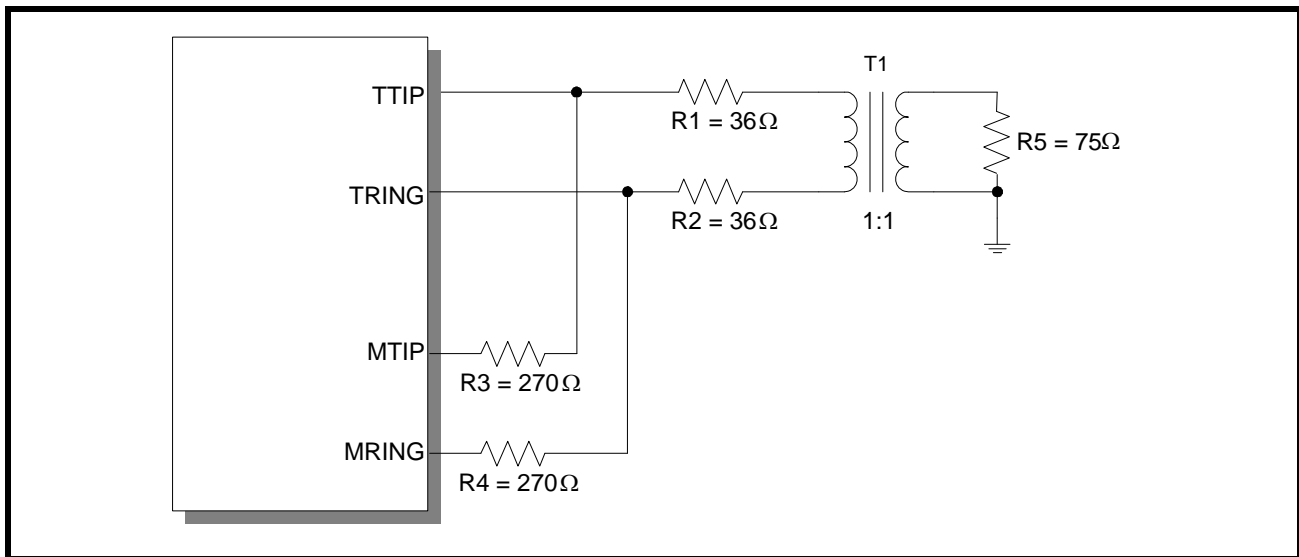 T1
TTIP
R1 = 36Ω
R5 = 75Ω
TRING
R2 = 36Ω
1:1
MTIP
R3 = 270Ω
MRING
R4 = 270Ω